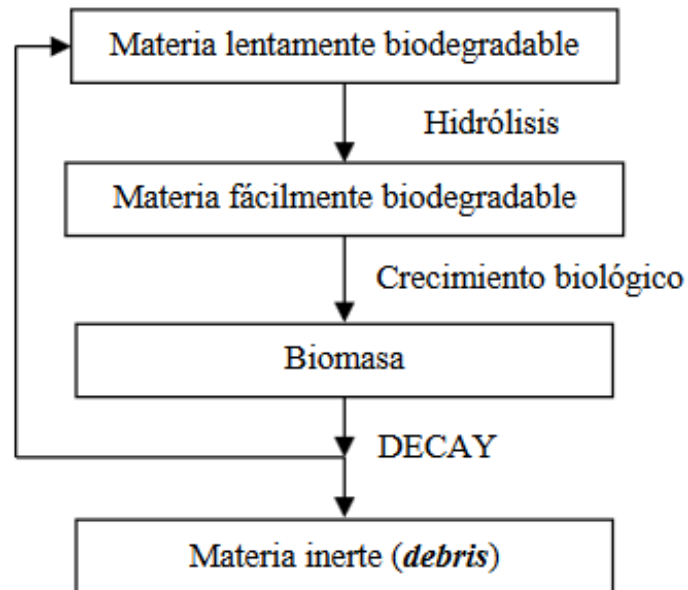 Materia lentamente biodegradable
Hidrólisis
Materia fácilmente biodegradable
Crecimiento biológico
Biomasa
DECAY
Materia inerte (debris)